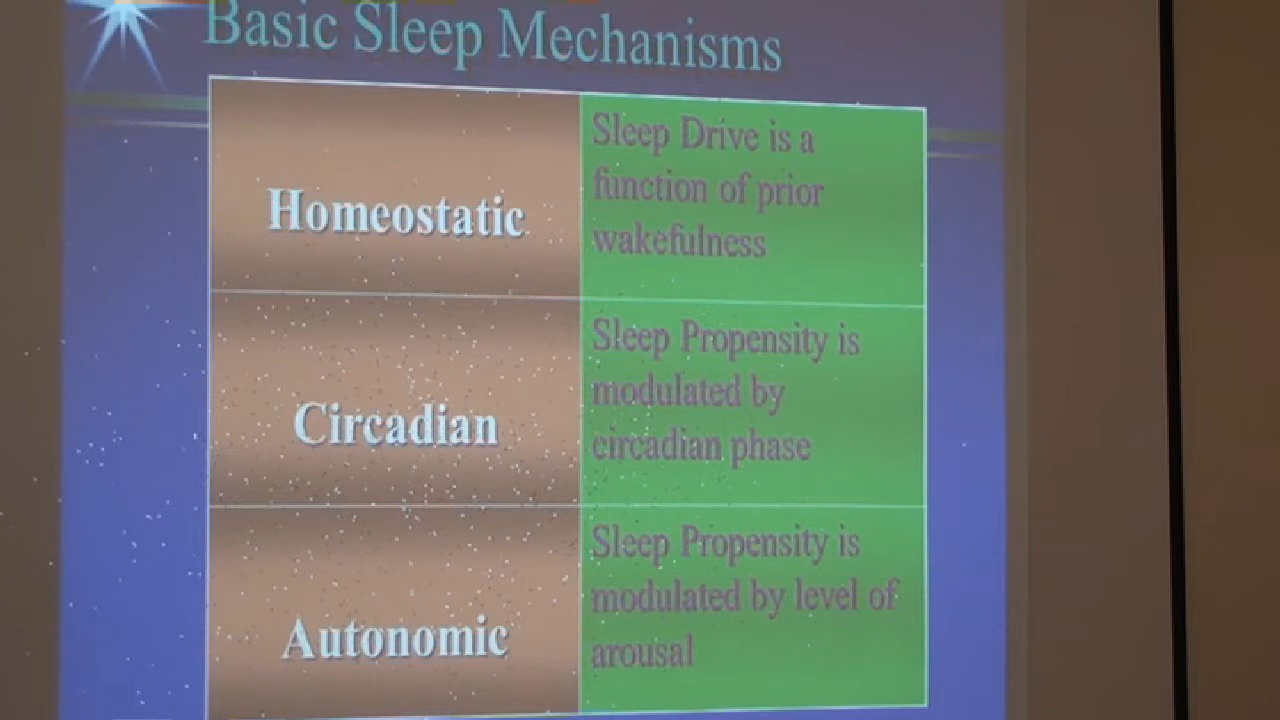 Basic Sleep Mechanisms
Homeostatic
Sleep Drive is a
function of prior
wakefulness
Circadian
Sleep Propensity is
modulated by
circadian phase
Autonomic
Sleep Propensity is
modulated by level of
arousal